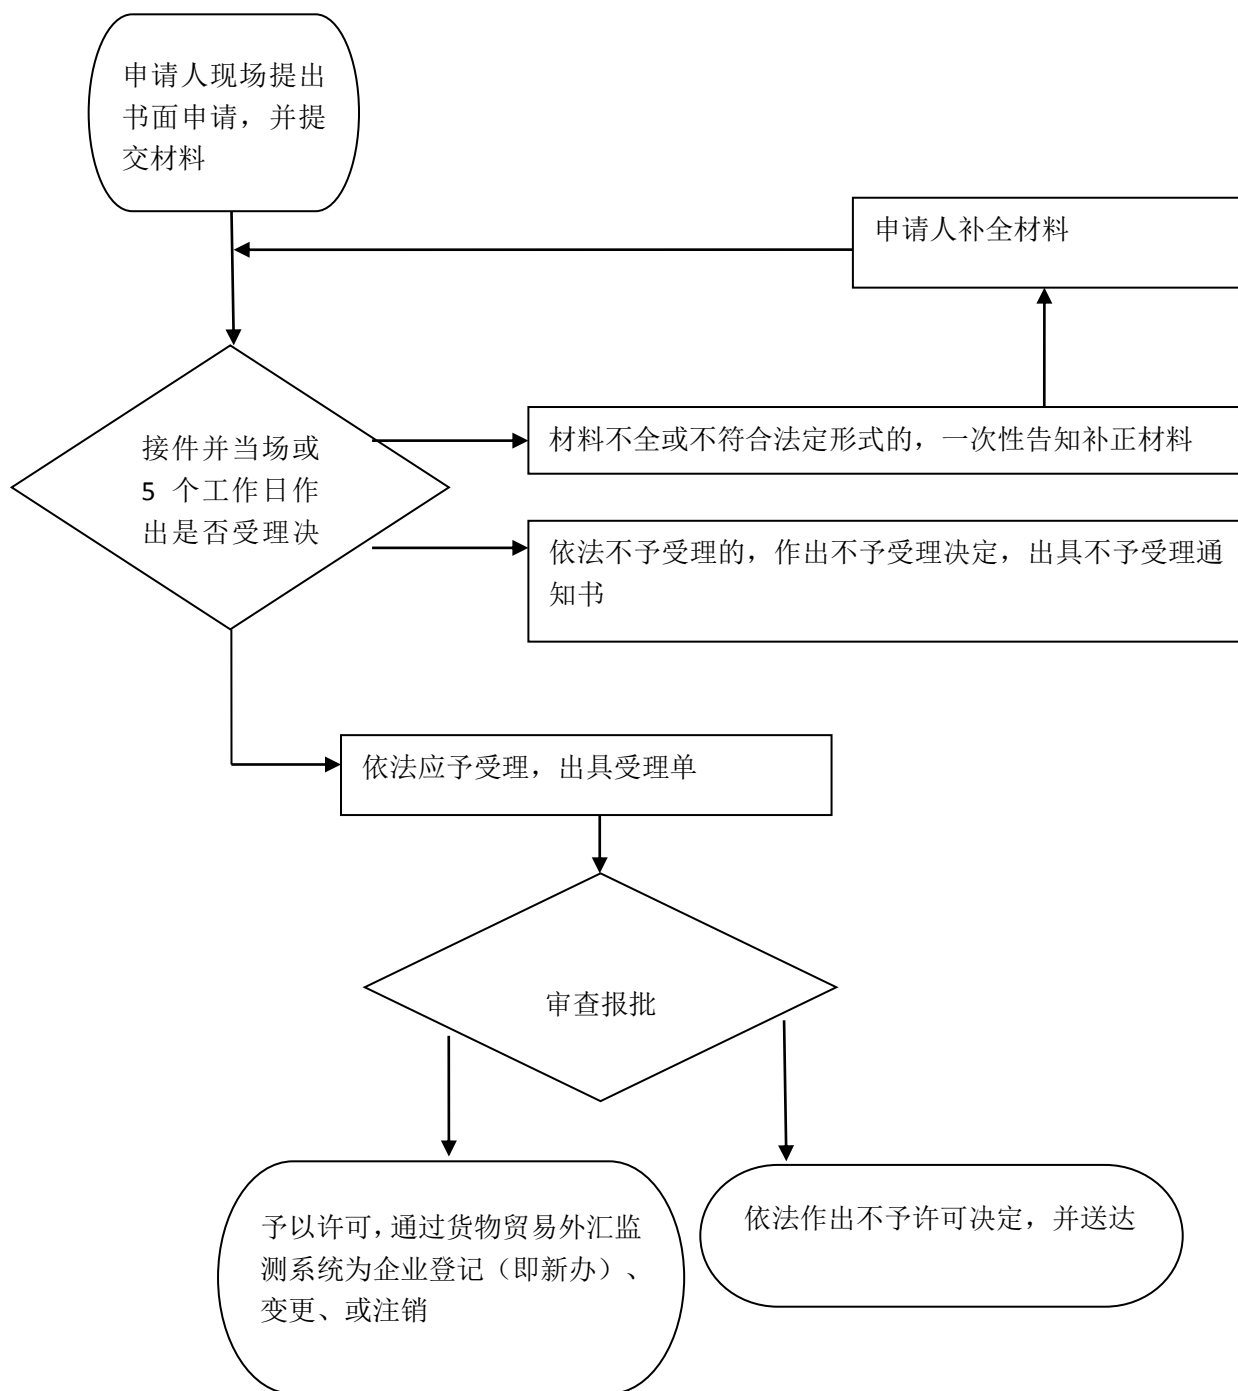 申请人现场提出
书面申请，并提
交材料
申请人补全材料
接件并当场或
5 个工作日作
出是否受理决
材料不全或不符合法定形式的，一次性告知补正材料
依法不予受理的，作出不予受理决定，出具不予受理通
知书
依法应予受理，出具受理单
审查报批
予以许可，通过货物贸易外汇监
测系统为企业登记（即新办）、
变更、或注销
依法作出不予许可决定，并送达